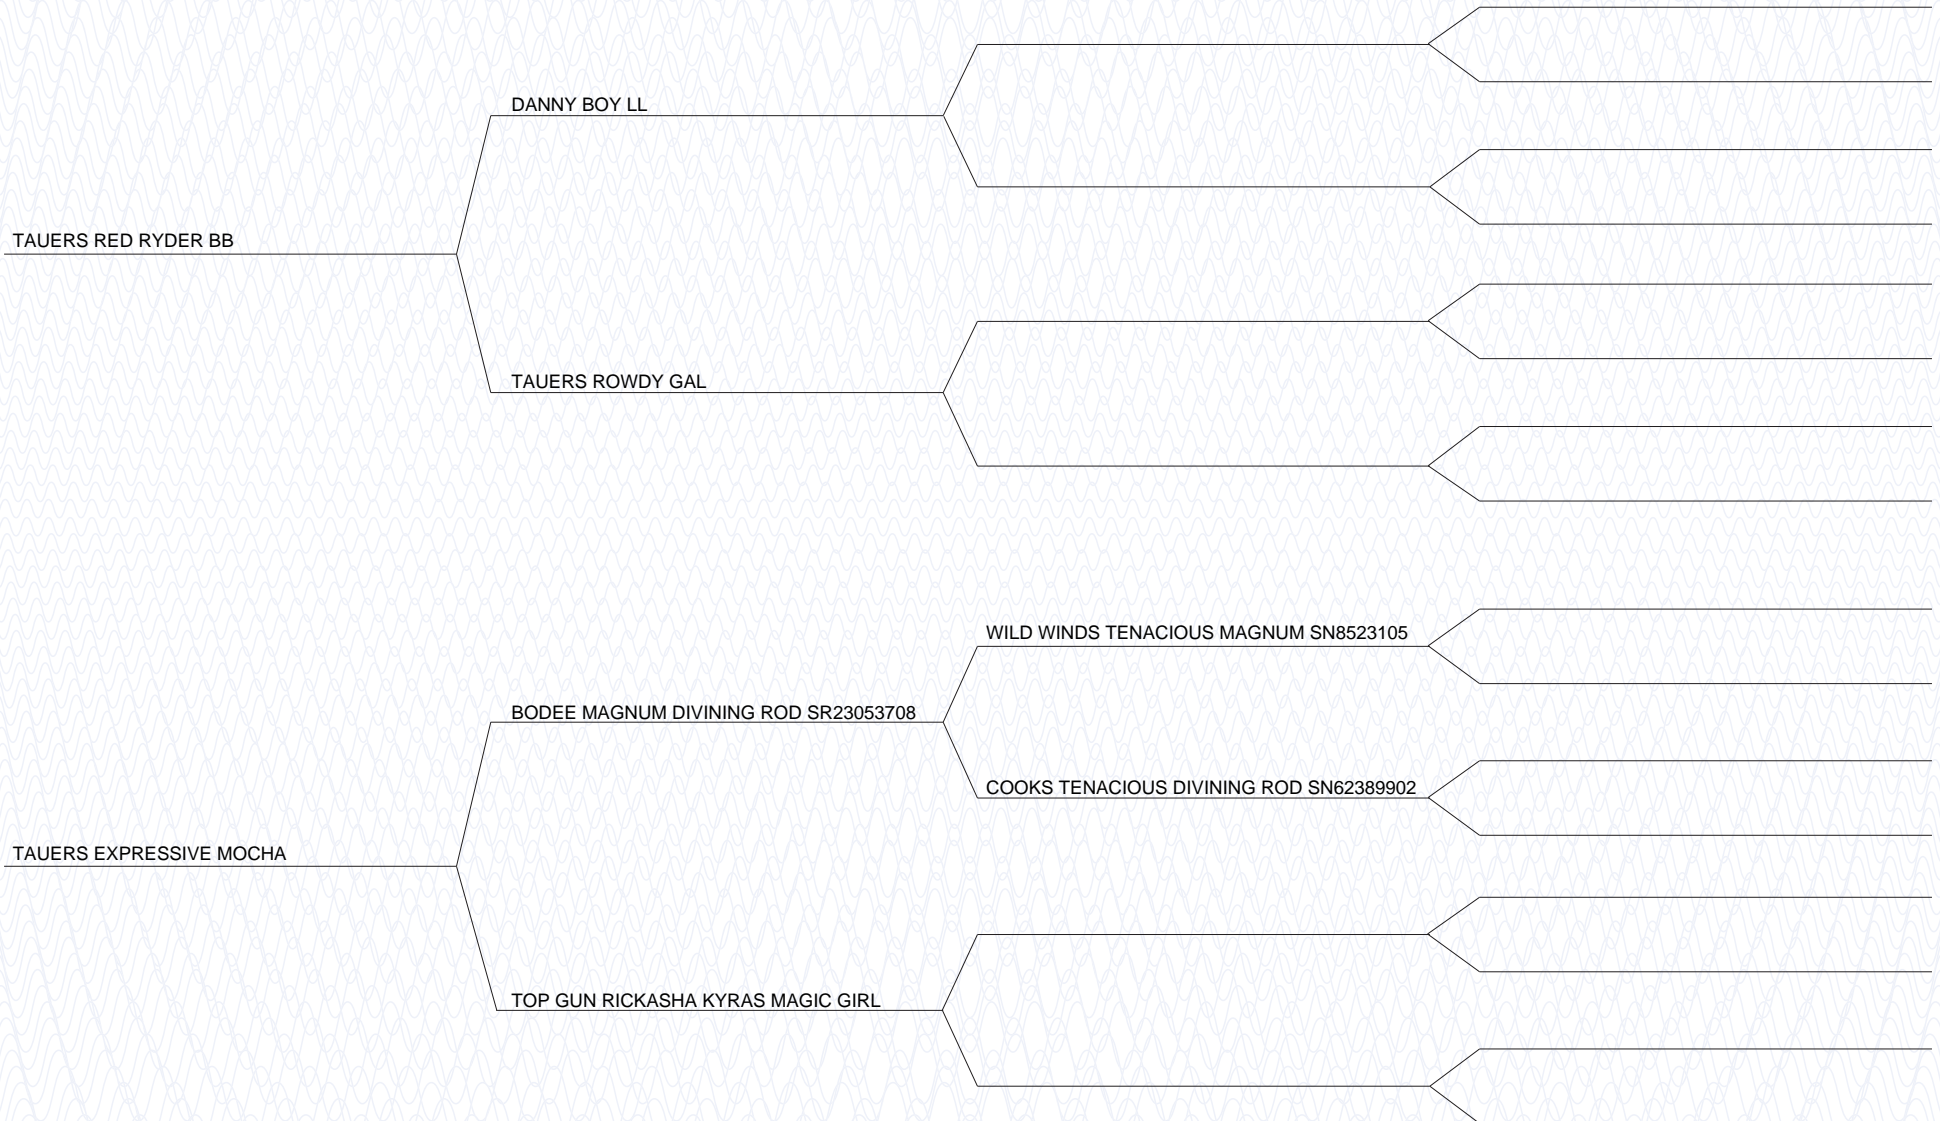 DANNY BOY LL
TAUERS RED RYDER BB
TAUERS ROWDY GAL
WILD WINDS TENACIOUS MAGNUM SN8523105
BODEE MAGNUM DIVINING ROD SR23053708
COOKS TENACIOUS DIVINING ROD SN62389902
TAUERS EXPRESSIVE MOCHA
TOP GUN RICKASHA KYRAS MAGIC GIRL